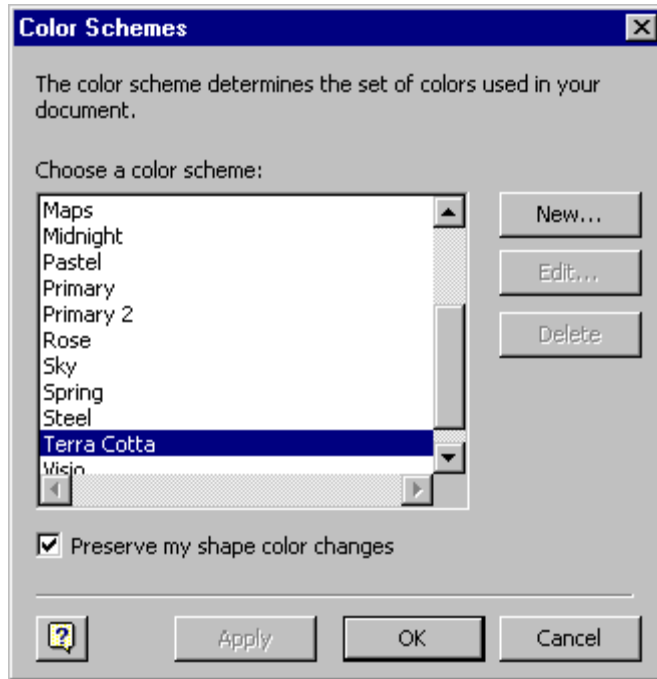 Color Schemes
The color scheme determines the set of colors used in your
document.
Choose a color scheme:
Maps
Midnight
Pastel
Primary
Primary 2
Rose
Sky
Spring
Steel
Terra Cotta
Visio
New...
Edit...
Delete
Preserve my shape color changes
Apply
OK
Cancel